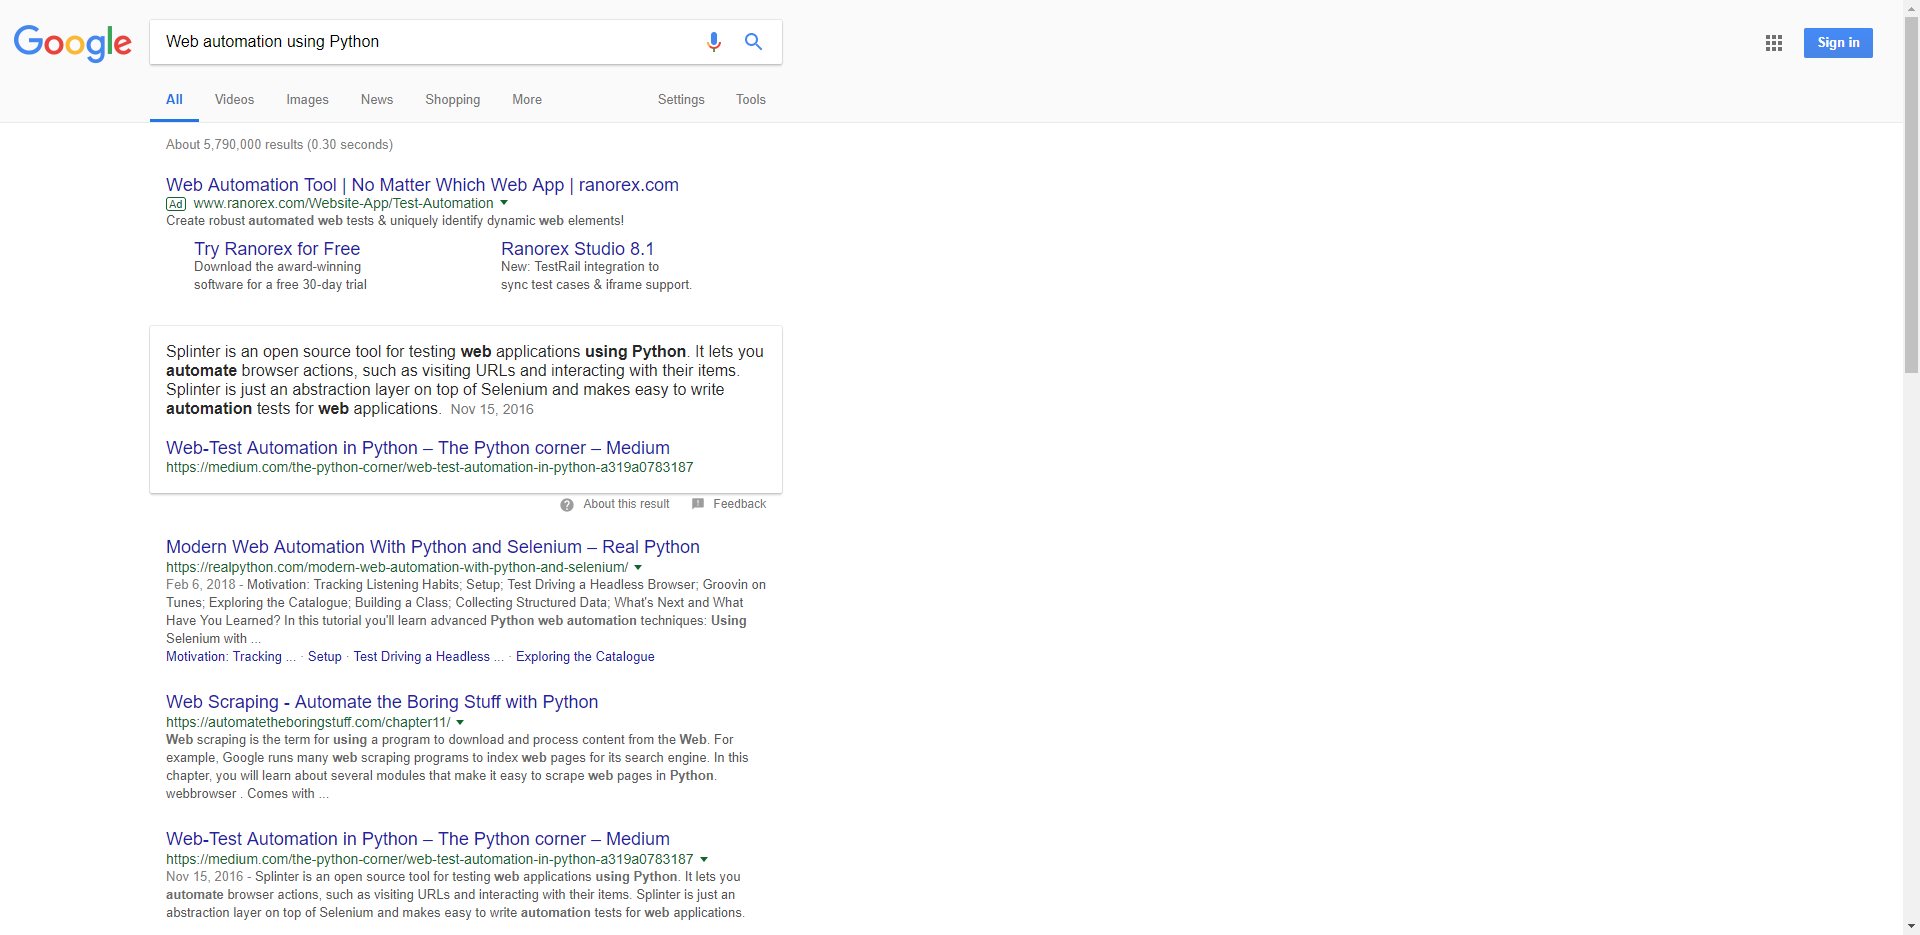 Google
Web automation using Python
Sign in
All Videos Images News Shopping More Settings Tools
About 5,790,000 results (0.30 seconds)
Web Automation Tool | No Matter Which Web App | ranorex.com
Ad www.ranorex.com/Website-App/Test-Automation
Create robust automated web tests & uniquely identify dynamic web elements!
Try Ranorex for Free
Download the award-winning
software for a free 30-day trial
Ranorex Studio 8.1
New: TestRail integration to
sync test cases & iframe support.
Splinter is an open source tool for testing web applications using Python. It lets you
automate browser actions, such as visiting URLs and interacting with their items.
Splinter is just an abstraction layer on top of Selenium and makes easy to write
automation tests for web applications. Nov 15, 2016
Web-Test Automation in Python – The Python corner – Medium
https://medium.com/the-python-corner/web-test-automation-in-python-a319a0783187
About this result Feedback
Modern Web Automation With Python and Selenium – Real Python
https://realpython.com/modern-web-automation-with-python-and-selenium/
Feb 6, 2018 - Motivation: Tracking Listening Habits; Setup; Test Driving a Headless Browser; Groovin on
Tunes; Exploring the Catalogue; Building a Class; Collecting Structured Data; What's Next and What
Have You Learned? In this tutorial you'll learn advanced Python web automation techniques: Using
Selenium with ...
Motivation: Tracking ... · Setup · Test Driving a Headless ... · Exploring the Catalogue
Web Scraping - Automate the Boring Stuff with Python
https://automatetheboringstuff.com/chapter11/
Web scraping is the term for using a program to download and process content from the Web. For
example, Google runs many web scraping programs to index web pages for its search engine. In this
chapter, you will learn about several modules that make it easy to scrape web pages in Python.
webbrowser . Comes with ...
Web-Test Automation in Python – The Python corner – Medium
https://medium.com/the-python-corner/web-test-automation-in-python-a319a0783187
Nov 15, 2016 - Splinter is an open source tool for testing web applications using Python. It lets you
automate browser actions, such as visiting URLs and interacting with their items. Splinter is just an
abstraction layer on top of Selenium and makes easy to write automation tests for web applications.